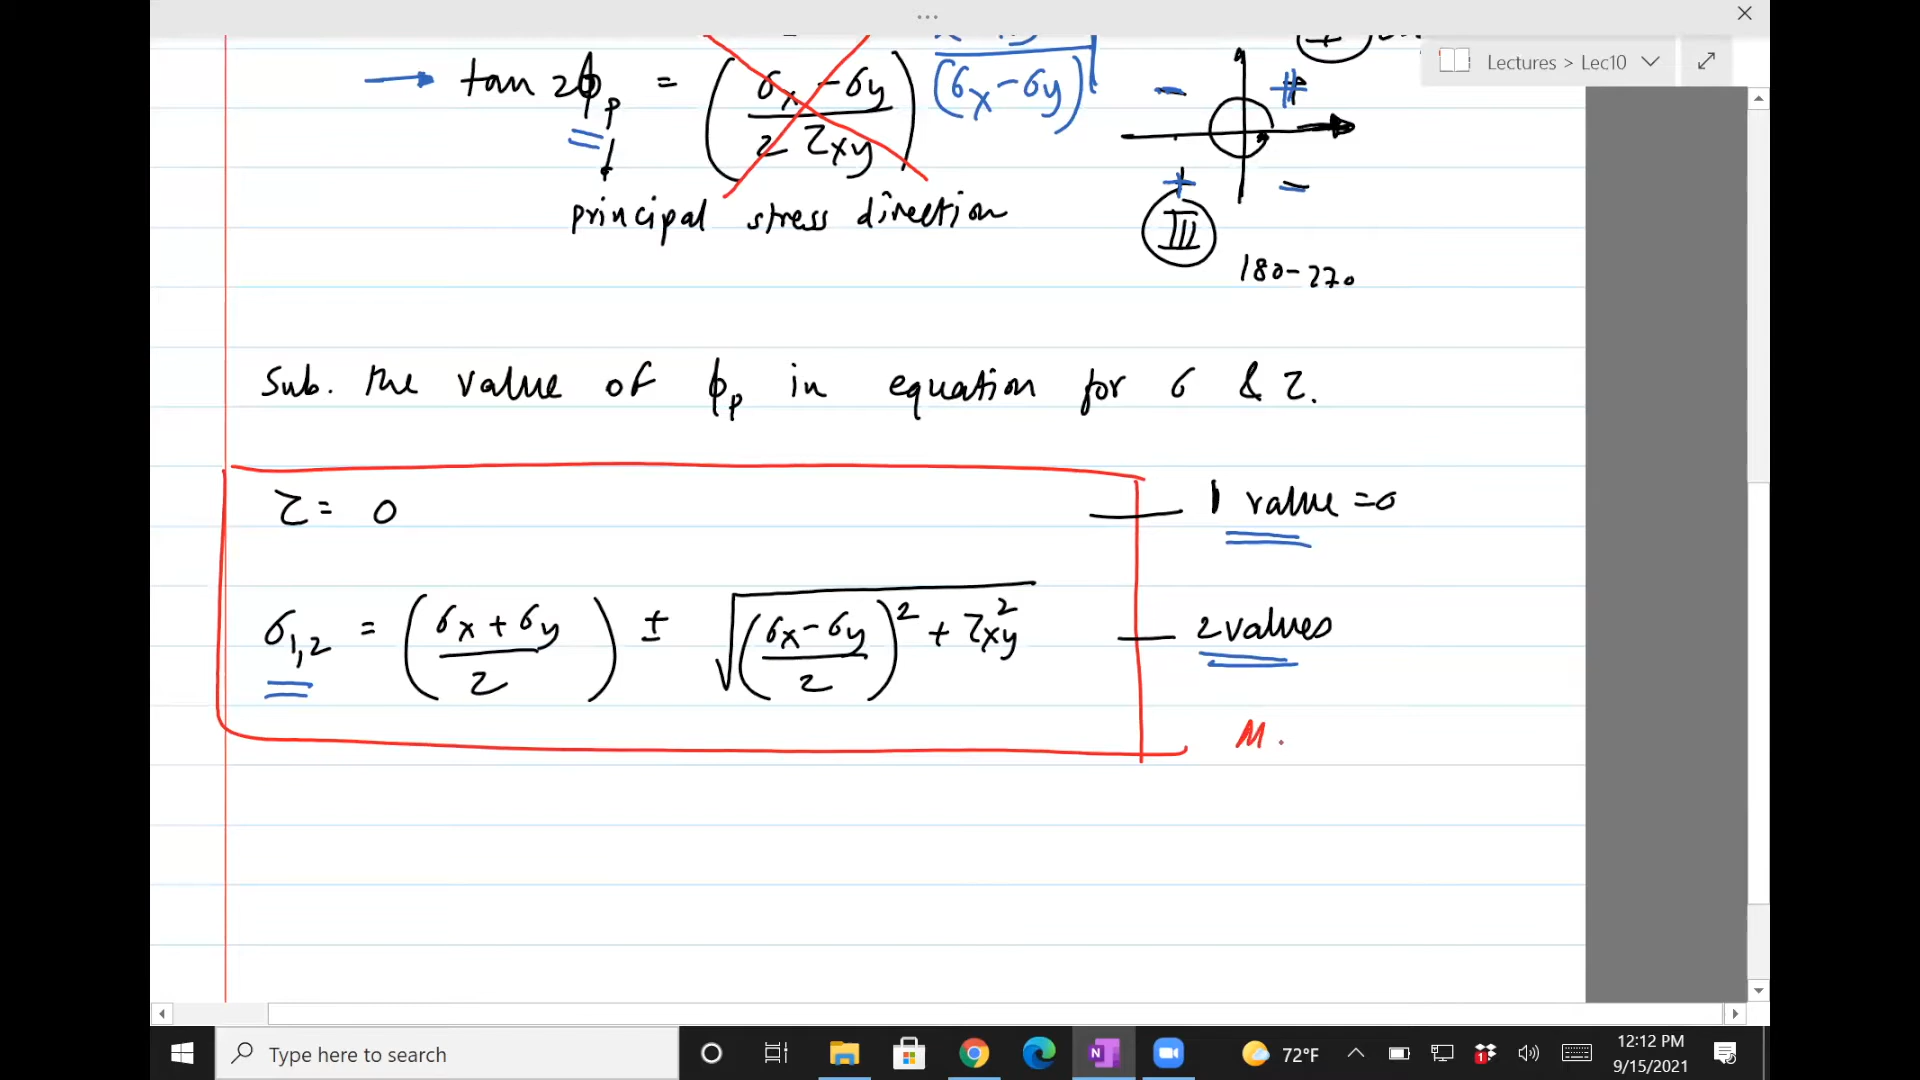 ...
Lectures > Lec10
tan 2ϕp = (σx - σy / 2 τxy) (σx - σy)
- +
+ -
principal stress direction
III
180-270
Sub. the value of ϕp in equation for σ & τ.
τ = 0 — 1 value = 0
σ1,2 = (σx + σy / 2) ± √((σx - σy / 2)² + τxy²) — 2 values
M.
Type here to search
N
1
72°F
12:12 PM
9/15/2021